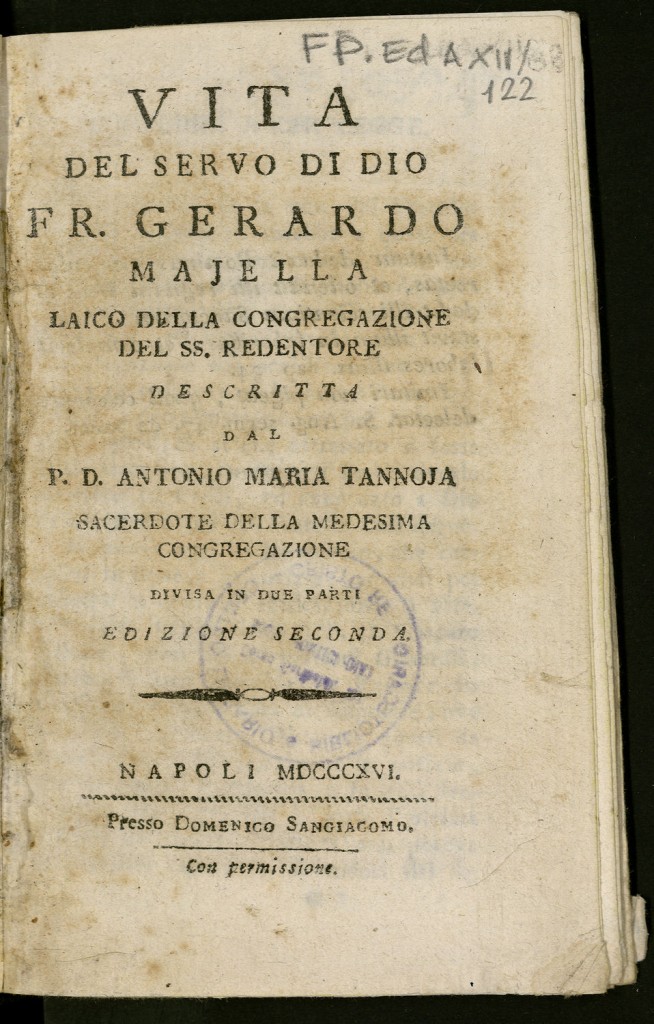 FP. Ed A XII/
122
VITA
DEL SERVO DI DIO
FR. GERARDO
MAJELLA
LAICO DELLA CONGREGAZIONE
DEL SS. REDENTORE
DESCRITTA
DAL
P. D. ANTONIO MARIA TANNOJA
SACERDOTE DELLA MEDESIMA
CONGREGAZIONE
DIVISA IN DUE PARTI
EDIZIONE SECONDA.
NAPOLI MDCCCXVI.
Presso DOMENICO SANGIACOMO.
Con permissione.